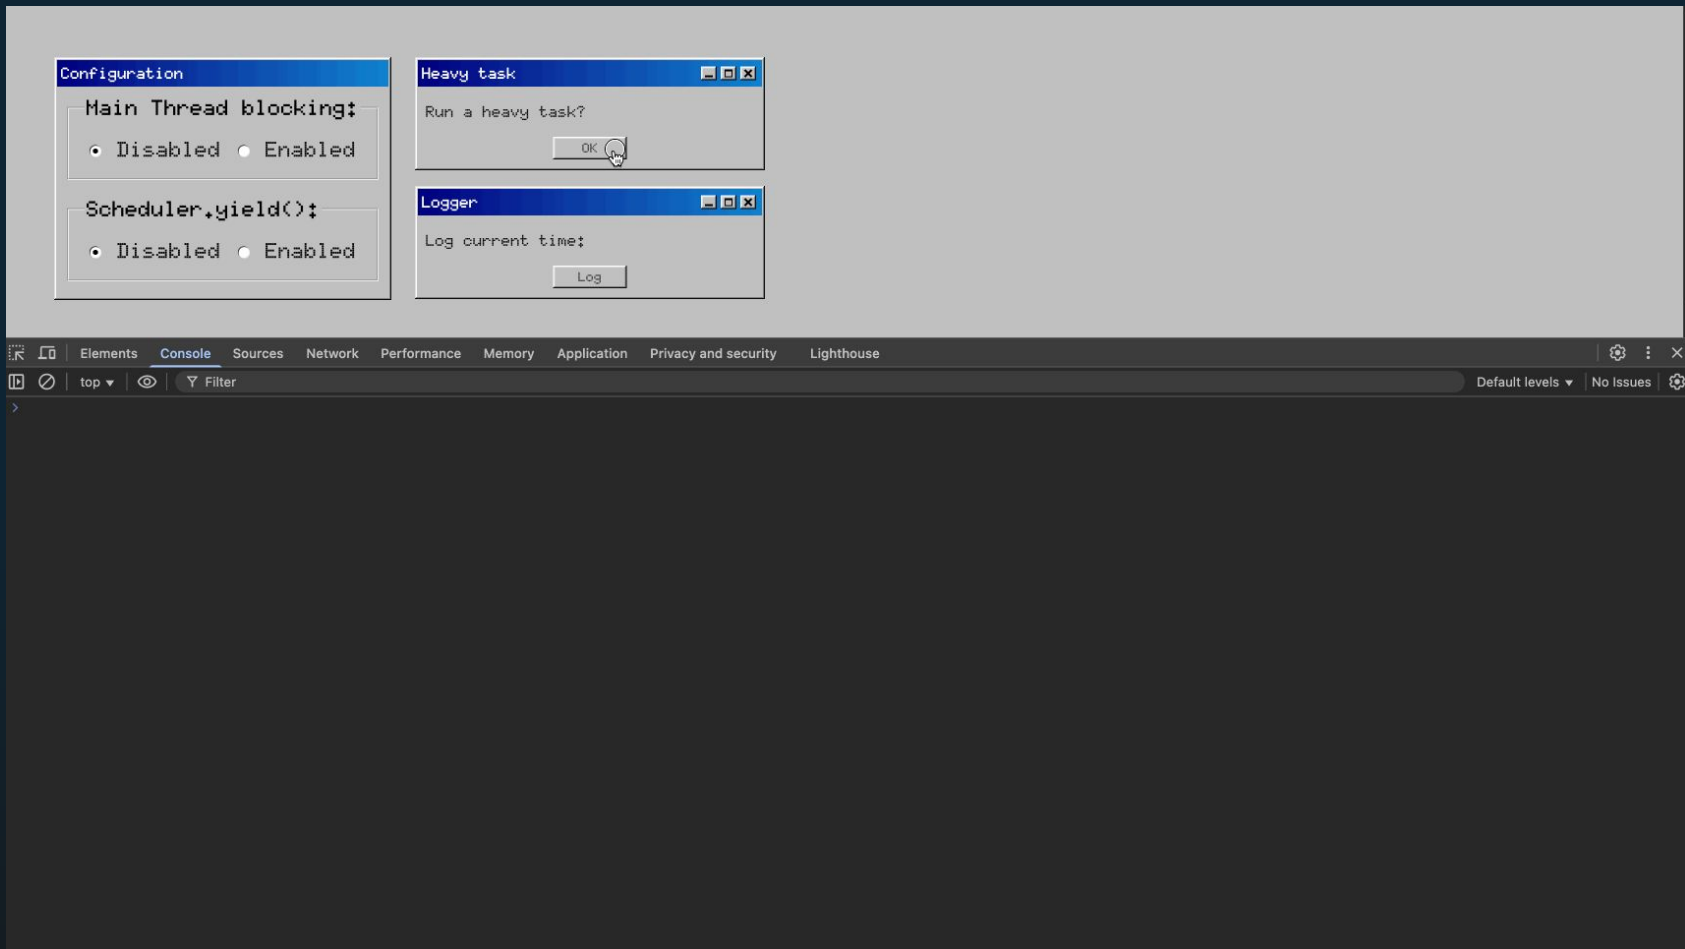 Configuration
Main Thread blocking:
Disabled Enabled
Scheduler.yield():
Disabled Enabled
Heavy task
Run a heavy task?
OK
Logger
Log current time:
Log
Elements Console Sources Network Performance Memory Application Privacy and security Lighthouse
top Filter Default levels No Issues